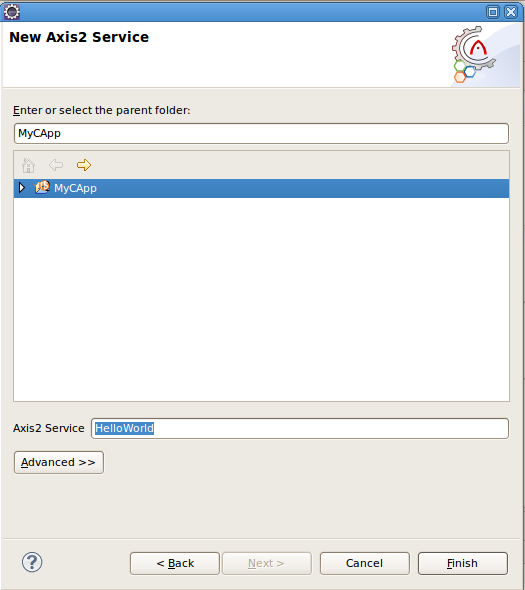 New Axis2 Service
Enter or select the parent folder:
MyCApp
MyCApp
Axis2 Service HelloWorld
Advanced >>
? < Back Next > Cancel Finish